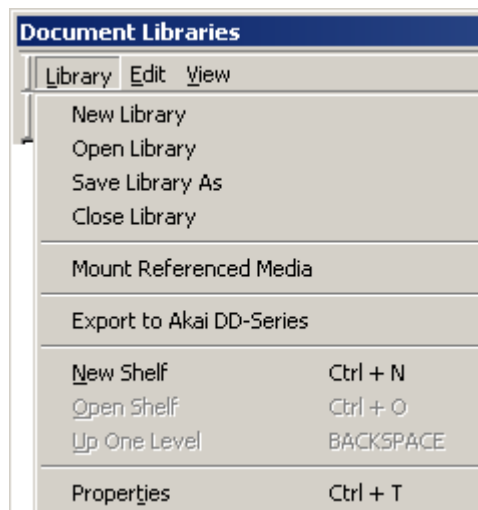 Document Libraries
Library Edit View
New Library
Open Library
Save Library As
Close Library
Mount Referenced Media
Export to Akai DD-Series
New Shelf Ctrl + N
Open Shelf Ctrl + O
Up One Level BACKSPACE
Properties Ctrl + T